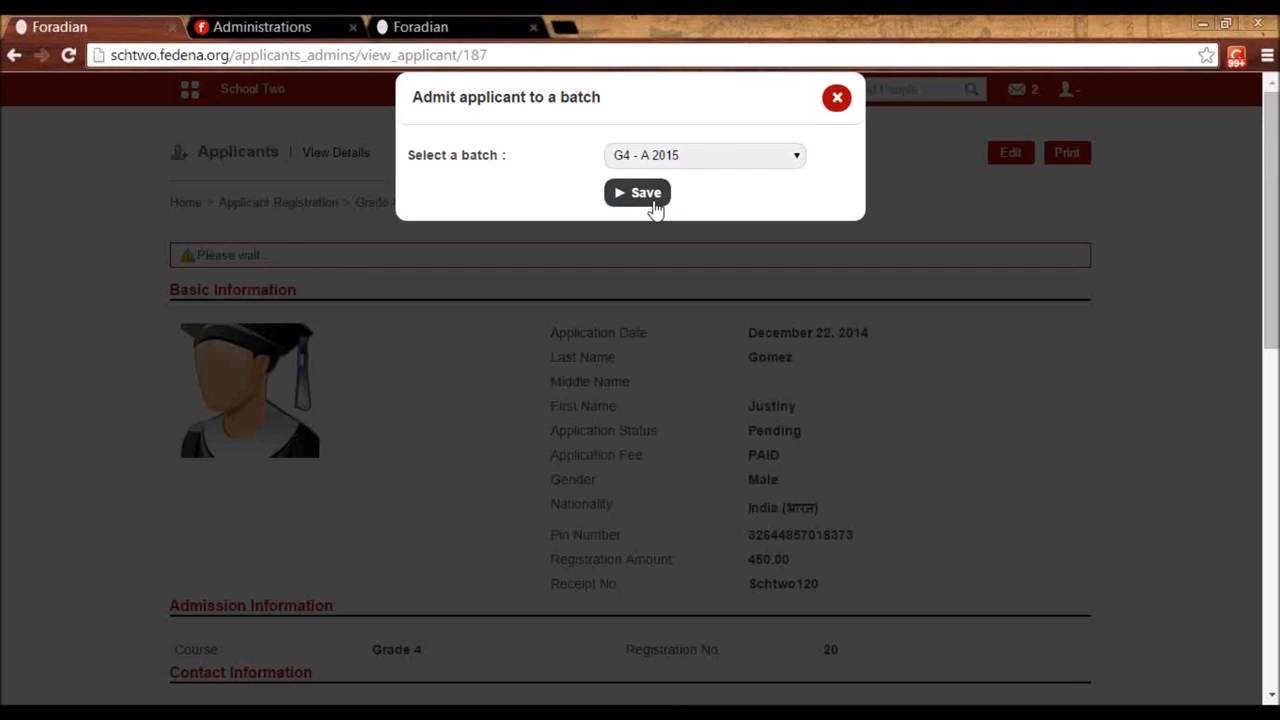 Foradian
Administrations
Foradian
schtwo.fedena.org/applicants_admins/view_applicant/187
99+
School Two
2
Admit applicant to a batch
Select a batch :
G4 - A 2015
Save
Applicants | View Details
Edit
Print
Home > Applicant Registration > Grade
Please wait...
Basic Information
Application Date December 22. 2014
Last Name Gomez
Middle Name
First Name Justiny
Application Status Pending
Application Fee PAID
Gender Male
Nationality India (भारत)
Pin Number 32644857018373
Registration Amount 450.00
Receipt No. Schtwo120
Admission Information
Course Grade 4 Registration No. 20
Contact Information